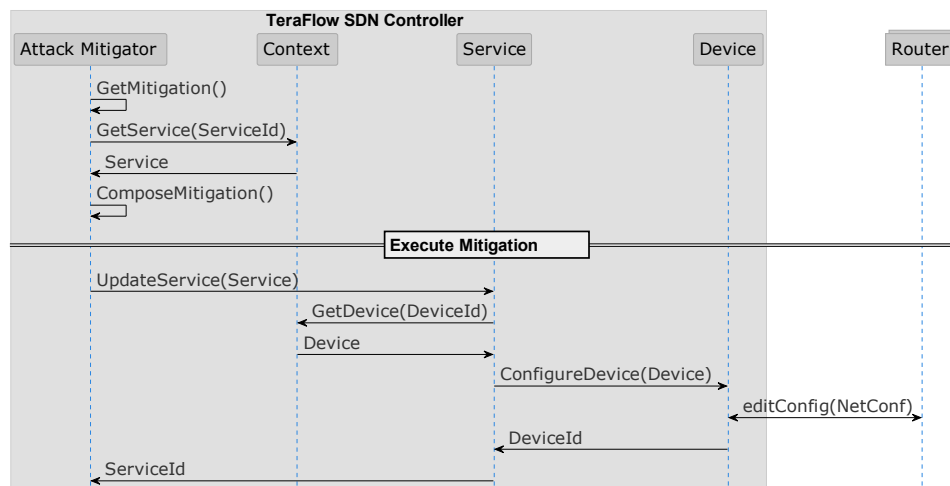 TeraFlow SDN Controller
Attack Mitigator
Context
Service
Device
Router
GetMitigation()
GetService(ServiceId)
Service
ComposeMitigation()
Execute Mitigation
UpdateService(Service)
GetDevice(DeviceId)
Device
ConfigureDevice(Device)
editConfig(NetConf)
DeviceId
ServiceId